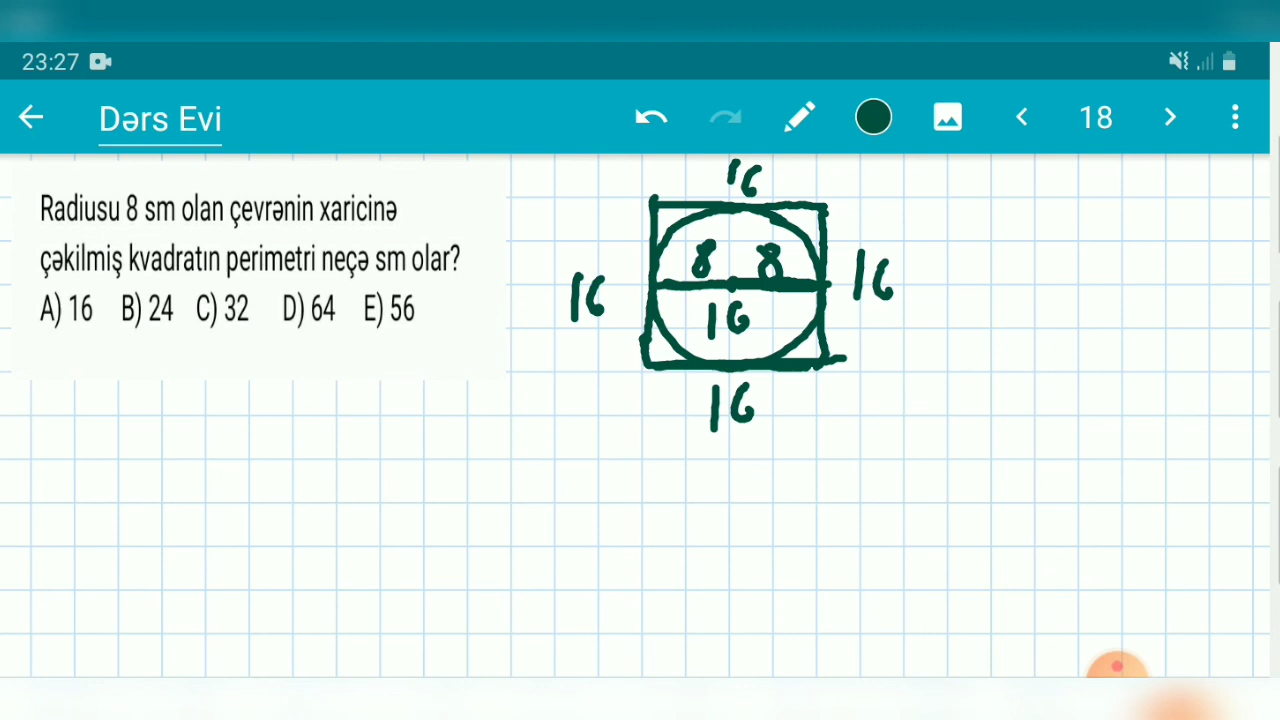 23:27
Dərs Evi
18
Radiusu 8 sm olan çevrənin xaricinə
çəkilmiş kvadratın perimetri neçə sm olar?
A) 16 B) 24 C) 32 D) 64 E) 56
16
16
8 8
16
16
16